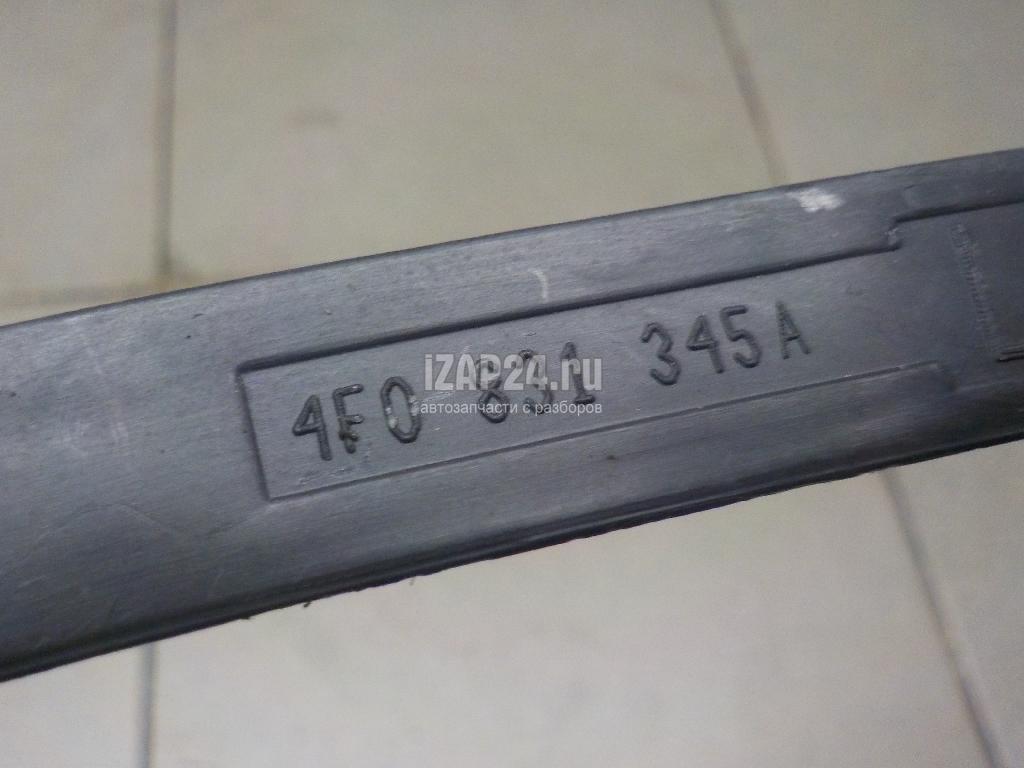 4F0 831 345A
iZAP24.ru
автозапчасти с разборов